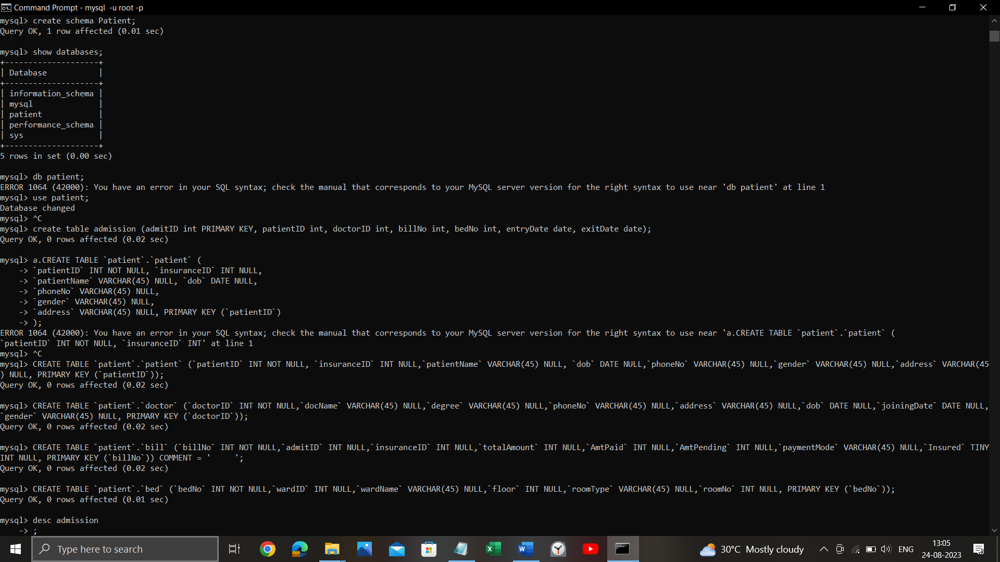 Command Prompt - mysql  -u root -p
mysql> create schema Patient;
Query OK, 1 row affected (0.01 sec)
mysql> show databases;
+--------------------+
| Database           |
+--------------------+
| information_schema |
| mysql              |
| patient            |
| performance_schema |
| sys                |
+--------------------+
5 rows in set (0.00 sec)
mysql> db patient;
ERROR 1064 (42000): You have an error in your SQL syntax; check the manual that corresponds to your MySQL server version for the right syntax to use near 'db patient' at line 1
mysql> use patient;
Database changed
mysql> ^C
mysql> create table admission (admitID int PRIMARY KEY, patientID int, doctorID int, billNo int, bedNo int, entryDate date, exitDate date);
Query OK, 0 rows affected (0.02 sec)
mysql> a.CREATE TABLE `patient`.`patient` (
    -> `patientID` INT NOT NULL, `insuranceID` INT NULL,
    -> `patientName` VARCHAR(45) NULL, `dob` DATE NULL,
    -> `phoneNo` VARCHAR(45) NULL,
    -> `gender` VARCHAR(45) NULL,
    -> `address` VARCHAR(45) NULL, PRIMARY KEY (`patientID`)
    -> );
ERROR 1064 (42000): You have an error in your SQL syntax; check the manual that corresponds to your MySQL server version for the right syntax to use near 'a.CREATE TABLE `patient`.`patient` (
`patientID` INT NOT NULL, `insuranceID` INT' at line 1
mysql> ^C
mysql> CREATE TABLE `patient`.`patient` (`patientID` INT NOT NULL, `insuranceID` INT NULL,`patientName` VARCHAR(45) NULL, `dob` DATE NULL,`phoneNo` VARCHAR(45) NULL,`gender` VARCHAR(45) NULL,`address` VARCHAR(45
) NULL, PRIMARY KEY (`patientID`));
Query OK, 0 rows affected (0.02 sec)
mysql> CREATE TABLE `patient`.`doctor` (`doctorID` INT NOT NULL,`docName` VARCHAR(45) NULL,`degree` VARCHAR(45) NULL,`phoneNo` VARCHAR(45) NULL,`address` VARCHAR(45) NULL,`dob` DATE NULL,`joiningDate` DATE NULL,
`gender` VARCHAR(45) NULL, PRIMARY KEY (`doctorID`));
Query OK, 0 rows affected (0.02 sec)
mysql> CREATE TABLE `patient`.`bill` (`billNo` INT NOT NULL,`admitID` INT NULL,`insuranceID` INT NULL,`totalAmount` INT NULL,`AmtPaid` INT NULL,`AmtPending` INT NULL,`paymentMode` VARCHAR(45) NULL,`Insured` TINY
INT NULL, PRIMARY KEY (`billNo`)) COMMENT = '     ';
Query OK, 0 rows affected (0.02 sec)
mysql> CREATE TABLE `patient`.`bed` (`bedNo` INT NOT NULL,`wardID` INT NULL,`wardName` VARCHAR(45) NULL,`floor` INT NULL,`roomType` VARCHAR(45) NULL,`roomNo` INT NULL, PRIMARY KEY (`bedNo`));
Query OK, 0 rows affected (0.01 sec)
mysql> desc admission
    -> ;
Type here to search
30°C  Mostly cloudy
ENG
13:05
24-08-2023